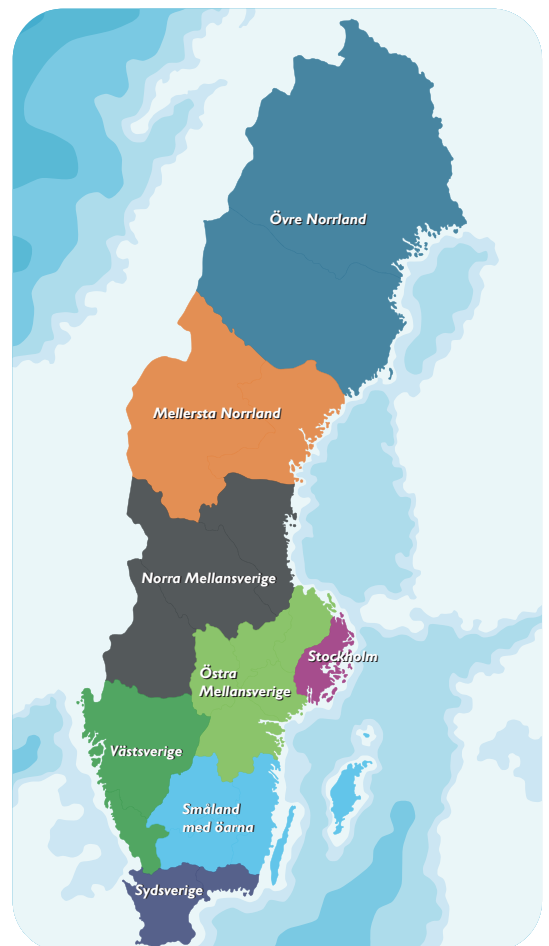 Övre Norrland
Mellersta Norrland
Norra Mellansverige
Stockholm
Östra
Mellansverige
Västsverige
Småland
med öarna
Sydsverige